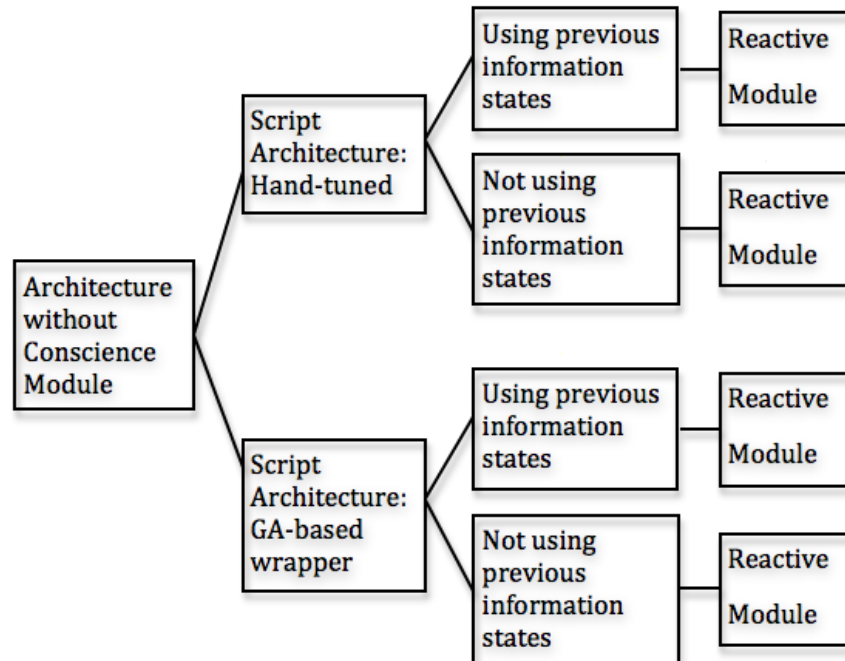 Architecture
without
Conscience
Module
Script
Architecture:
Hand-tuned
Using previous
information
states
Reactive
Module
Not using
previous
information
states
Reactive
Module
Script
Architecture:
GA-based
wrapper
Using previous
information
states
Reactive
Module
Not using
previous
information
states
Reactive
Module